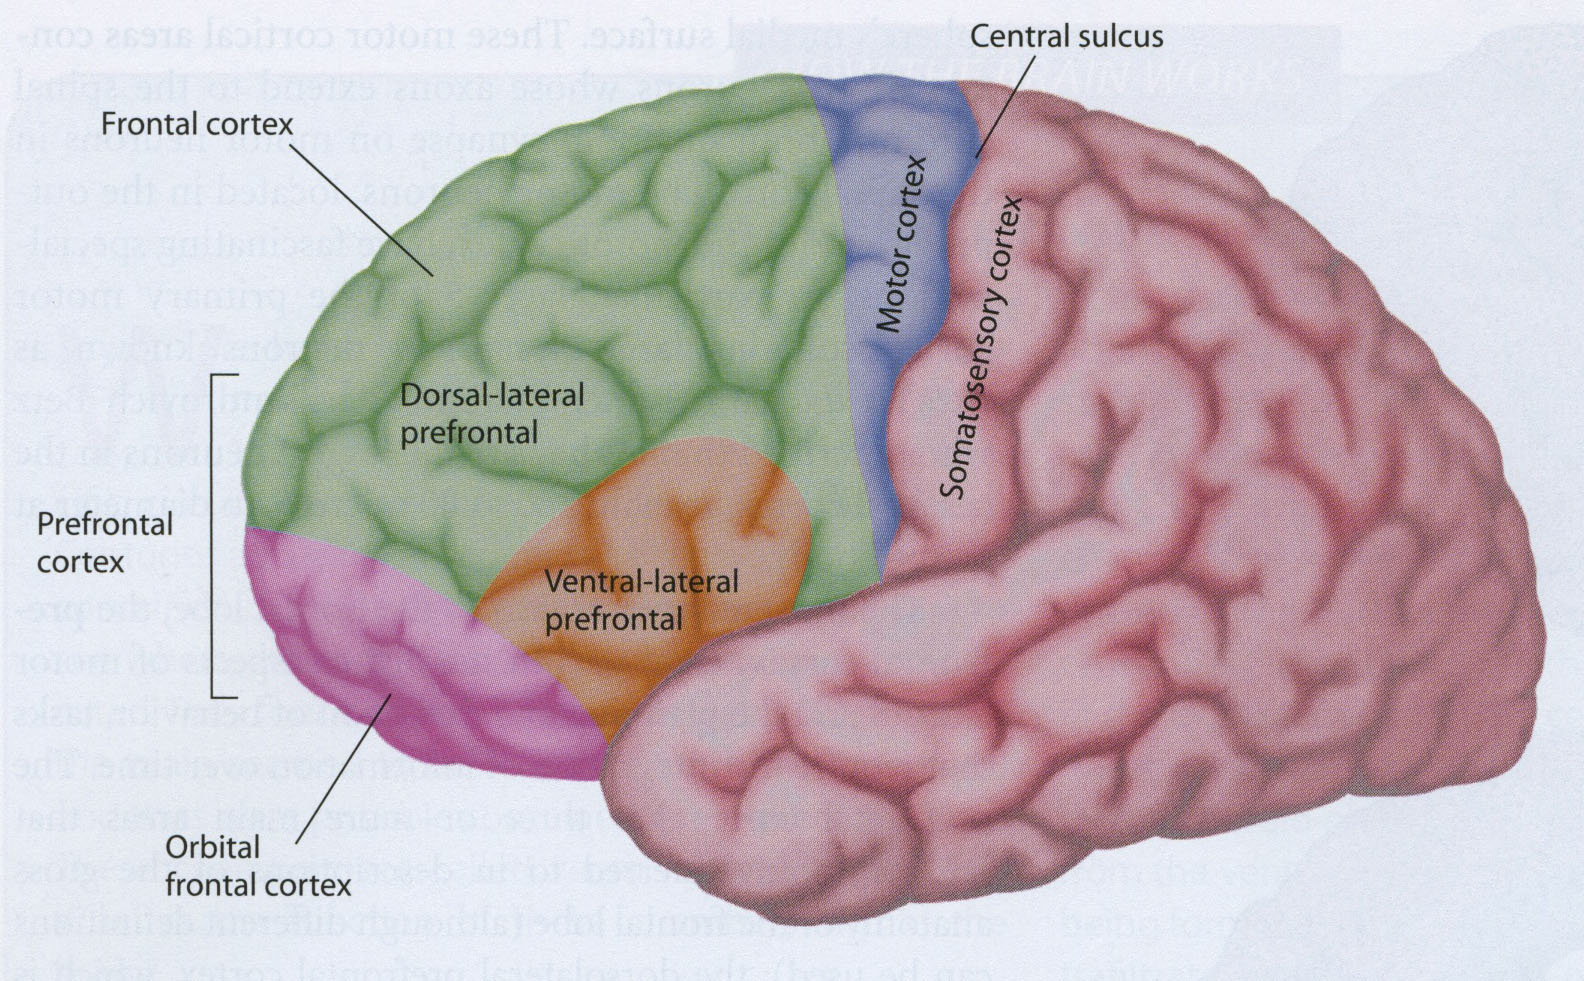 Central sulcus
Frontal cortex
Motor cortex
Somatosensory cortex
Dorsal-lateral
prefrontal
Prefrontal
cortex
Ventral-lateral
prefrontal
Orbital
frontal cortex